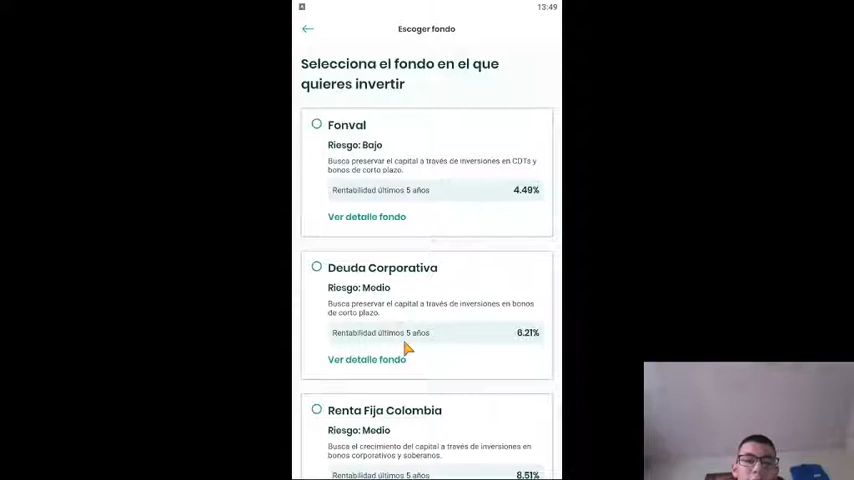 13:49
Escoger fondo
Selecciona el fondo en el que
quieres invertir
Fonval
Riesgo: Bajo
Busca preservar el capital a través de inversiones en CDTs y
bonos de corto plazo.
Rentabilidad últimos 5 años 4.49%
Ver detalle fondo
Deuda Corporativa
Riesgo: Medio
Busca preservar el capital a través de inversiones en bonos
de corto plazo.
Rentabilidad últimos 5 años 6.21%
Ver detalle fondo
Renta Fija Colombia
Riesgo: Medio
Busca el crecimiento del capital a través de inversiones en
bonos corporativos y soberanos.
Rentabilidad últimos 5 años 8.51%